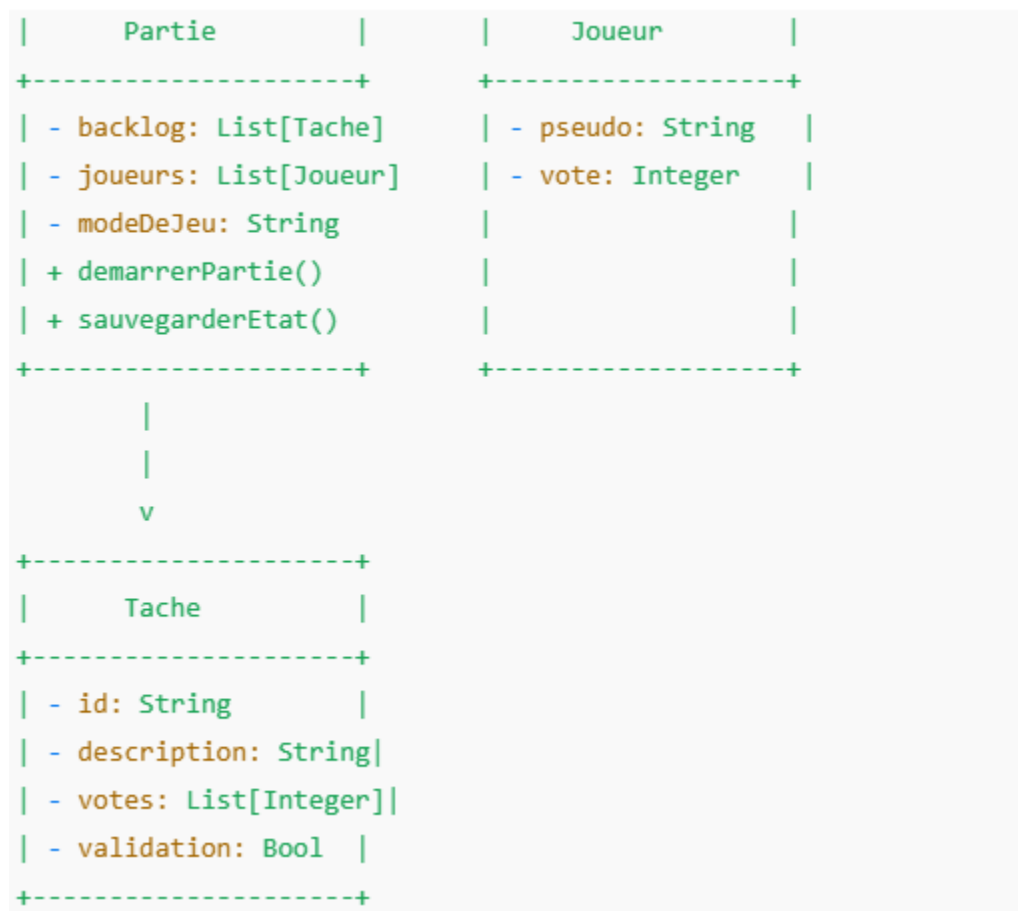 |      Partie         |       |     Joueur        |
+---------------------+       +-------------------+
| - backlog: List[Tache]      | - pseudo: String   |
| - joueurs: List[Joueur]     | - vote: Integer    |
| - modeDeJeu: String         |                   |
| + demarrerPartie()          |                   |
| + sauvegarderEtat()         |                   |
+---------------------+       +-------------------+
        |
        |
        v
+---------------------+
|      Tache          |
+---------------------+
| - id: String        |
| - description: String|
| - votes: List[Integer]|
| - validation: Bool  |
+---------------------+